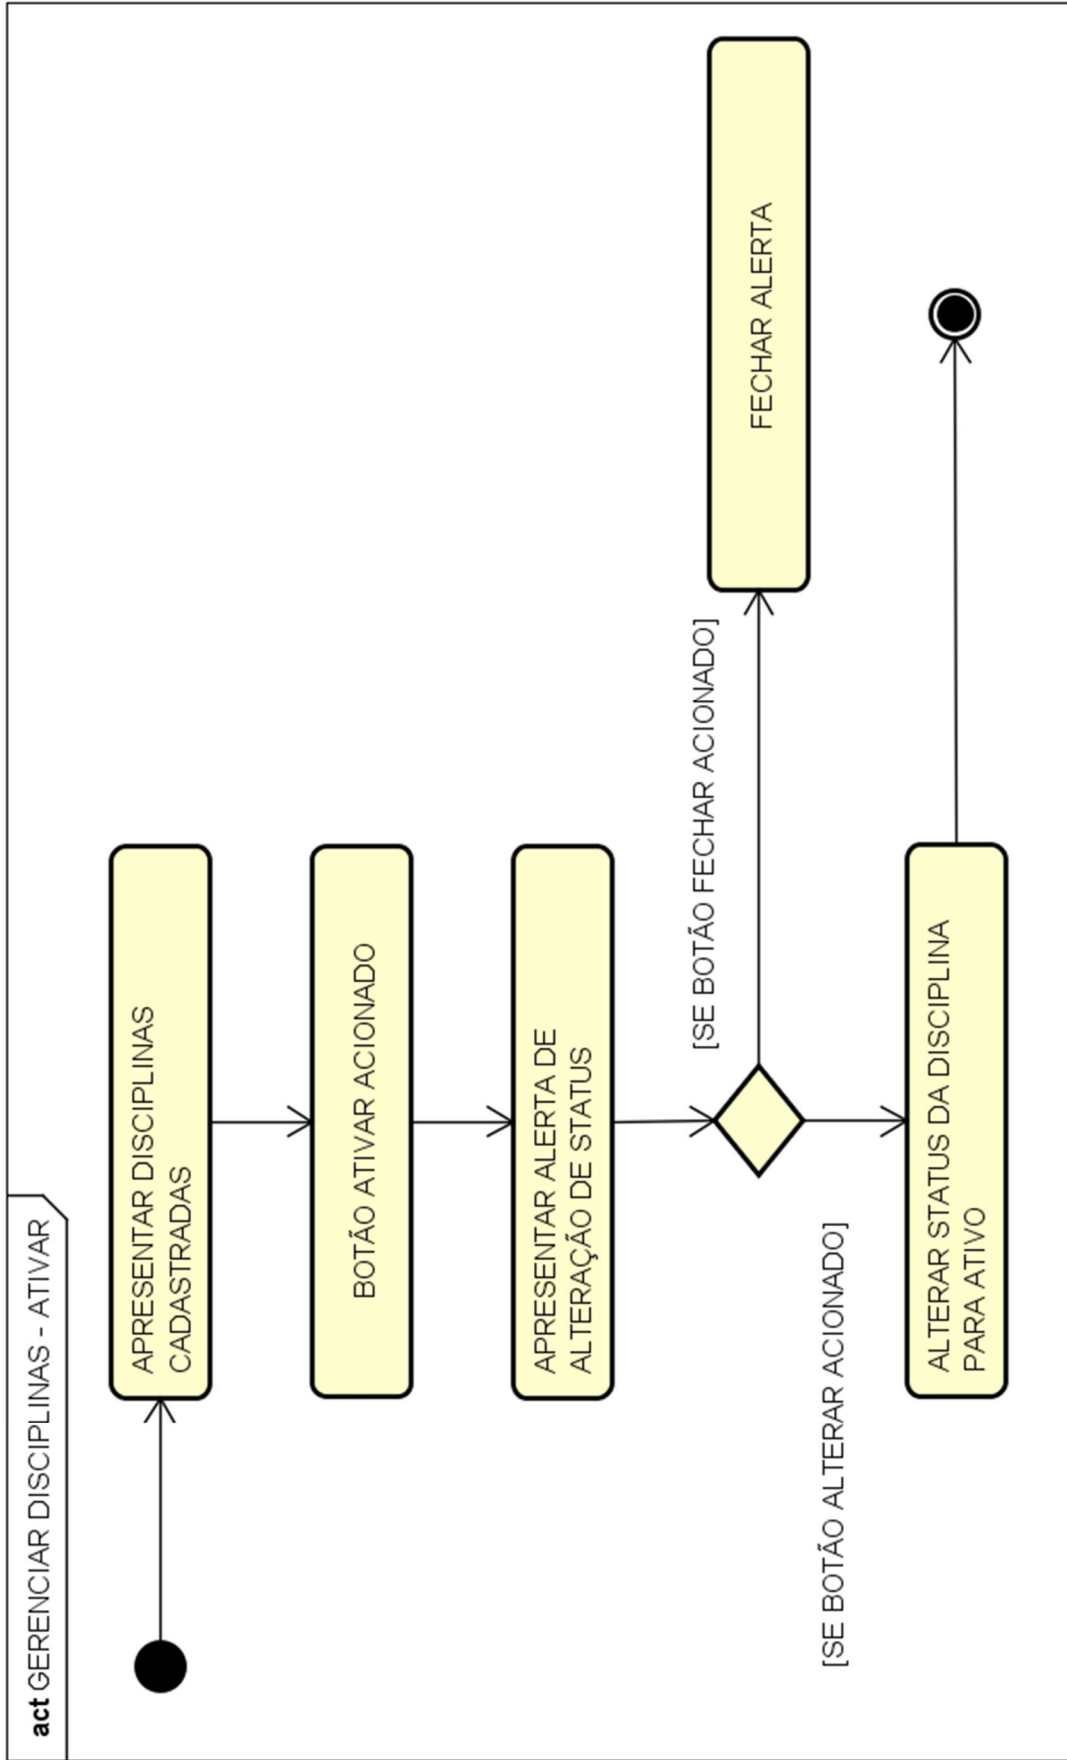 act GERENCIAR DISCIPLINAS - ATIVAR
APRESENTAR DISCIPLINAS
CADASTRADAS
BOTÃO ATIVAR ACIONADO
APRESENTAR ALERTA DE
ALTERAÇÃO DE STATUS
[SE BOTÃO FECHAR ACIONADO]
FECHAR ALERTA
[SE BOTÃO ALTERAR ACIONADO]
ALTERAR STATUS DA DISCIPLINA
PARA ATIVO